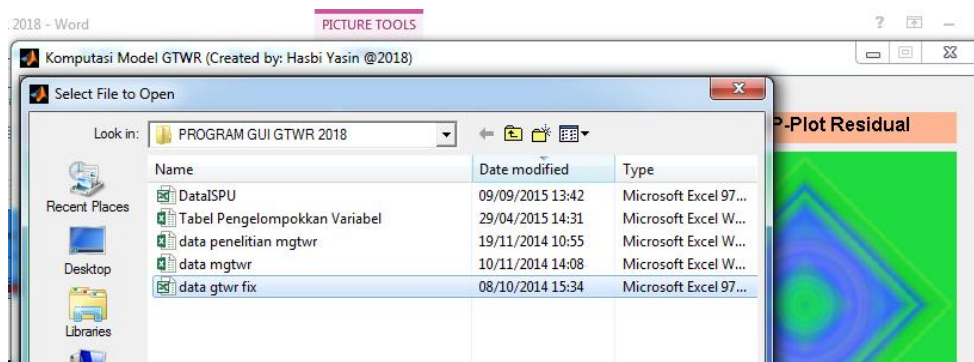 2018 - Word
PICTURE TOOLS
?
Komputasi Model GTWR (Created by: Hasbi Yasin @2018)
Select File to Open
Look in:
PROGRAM GUI GTWR 2018
P-Plot Residual
Name Date modified Type
DataISPU 09/09/2015 13:42 Microsoft Excel 97...
Tabel Pengelompokkan Variabel 29/04/2015 14:31 Microsoft Excel W...
data penelitian mgtwr 19/11/2014 10:55 Microsoft Excel W...
data mgtwr 10/11/2014 14:08 Microsoft Excel W...
data gtwr fix 08/10/2014 15:34 Microsoft Excel 97...
Recent Places
Desktop
Libraries